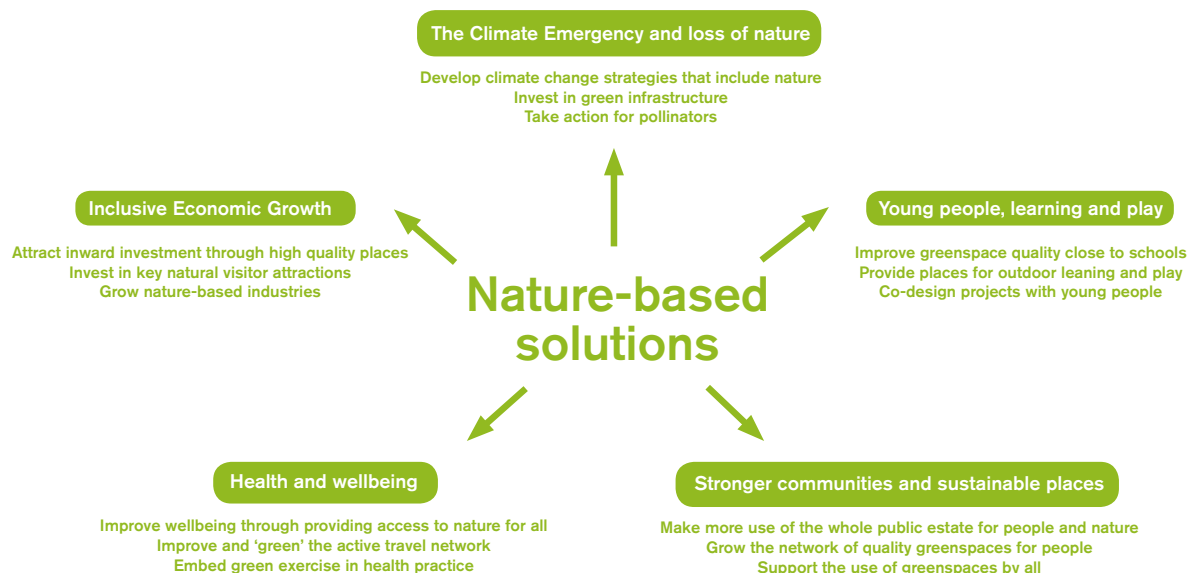 The Climate Emergency and loss of nature
Develop climate change strategies that include nature
Invest in green infrastructure
Take action for pollinators
Inclusive Economic Growth
Attract inward investment through high quality places
Invest in key natural visitor attractions
Grow nature-based industries
Young people, learning and play
Improve greenspace quality close to schools
Provide places for outdoor leaning and play
Co-design projects with young people
Nature-based
solutions
Health and wellbeing
Improve wellbeing through providing access to nature for all
Improve and ‘green’ the active travel network
Embed green exercise in health practice
Stronger communities and sustainable places
Make more use of the whole public estate for people and nature
Grow the network of quality greenspaces for people
Support the use of greenspaces by all